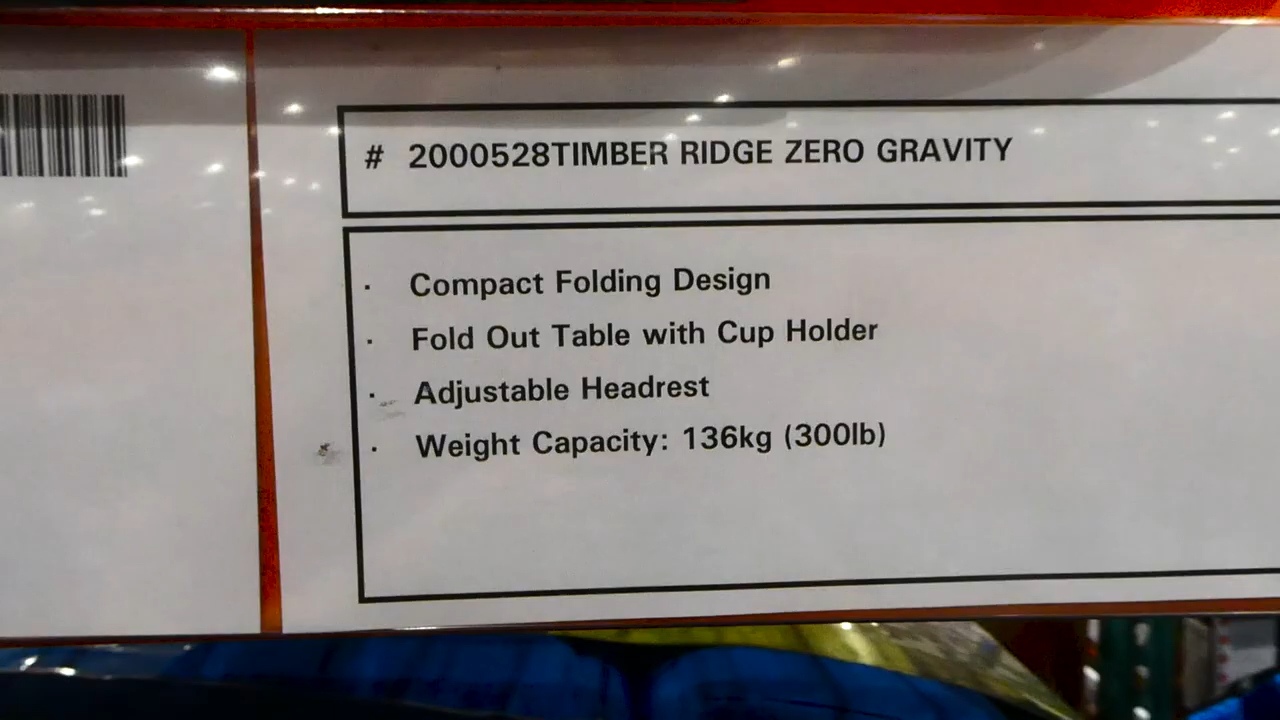 # 2000528TIMBER RIDGE ZERO GRAVITY
· Compact Folding Design
· Fold Out Table with Cup Holder
· Adjustable Headrest
· Weight Capacity: 136kg (300lb)